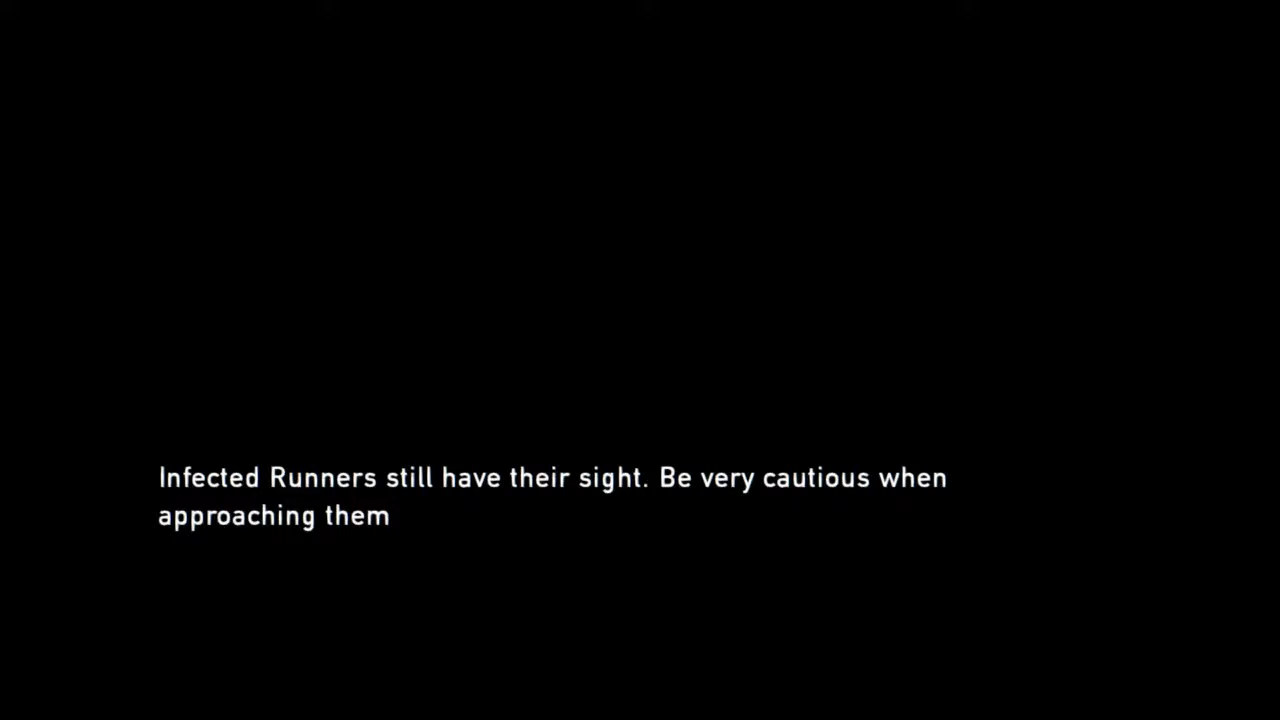 Infected Runners still have their sight. Be very cautious when
approaching them